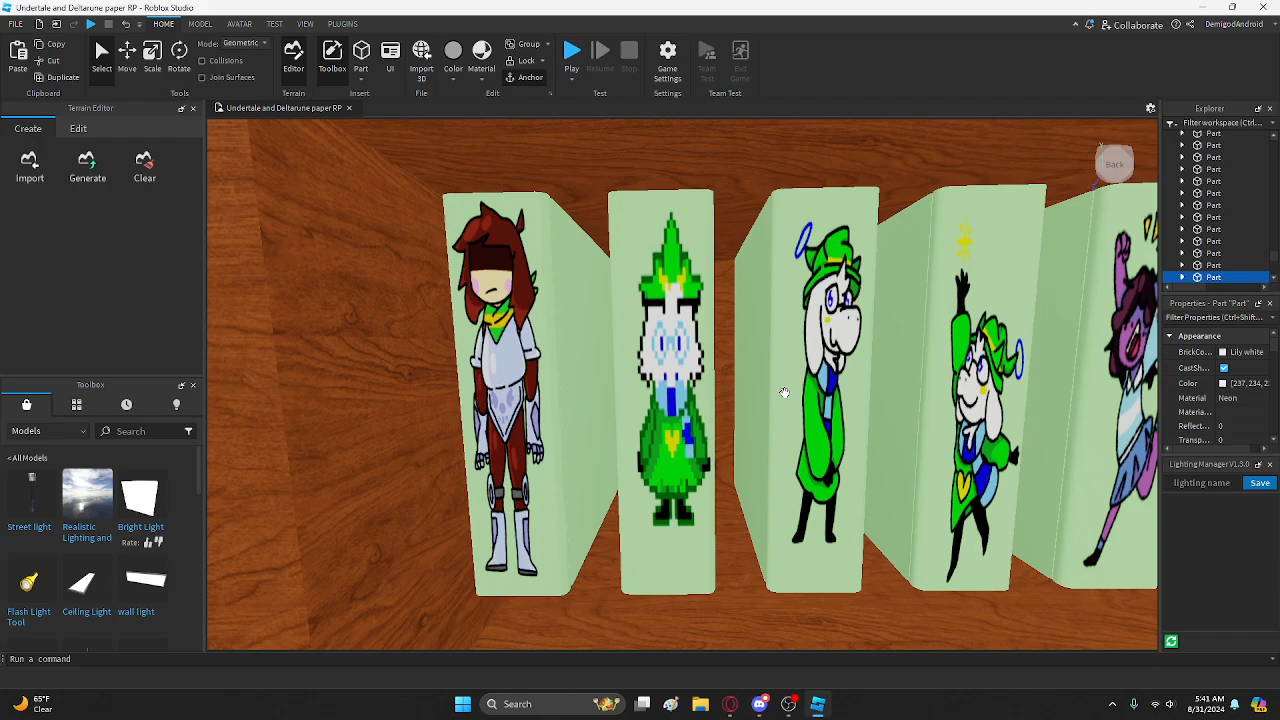 Undertale and Deltarune paper RP - Roblox Studio
FILE HOME MODEL AVATAR TEST VIEW PLUGINS Collaborate DemigodAndroid
Paste Copy Cut Duplicate Select Move Scale Rotate Mode: Geometric Collisions Join Surfaces Editor Toolbox Part UI Import 3D Color Material Group Lock Anchor Play Resume Stop Game Settings Team Test Exit Game
Clipboard Tools Terrain Insert File Edit Test Settings Team Test
Terrain Editor
Create Edit
Import Generate Clear
Toolbox
Models Search
<All Models
Street light
Realistic Lighting and
Bright Light
Rate:
Flash Light Tool
Ceiling Light
wall light
Undertale and Deltarune paper RP
Back
Explorer
Filter workspace (Ctrl...
Part
Part
Part
Part
Part
Part
Part
Part
Part
Part
Part
Part
Part
Properties - Part "Part"
Filter Properties (Ctrl+Shift...
Appearance
BrickCo... Lily white
CastSh...
Color [237,234,2...
Material Neon
Materia...
Reflect... 0
Transp... 0
LightingManager V1.3.0
lighting name Save
Run a command
65°F
Clear
Search
5:41 AM
8/31/2024